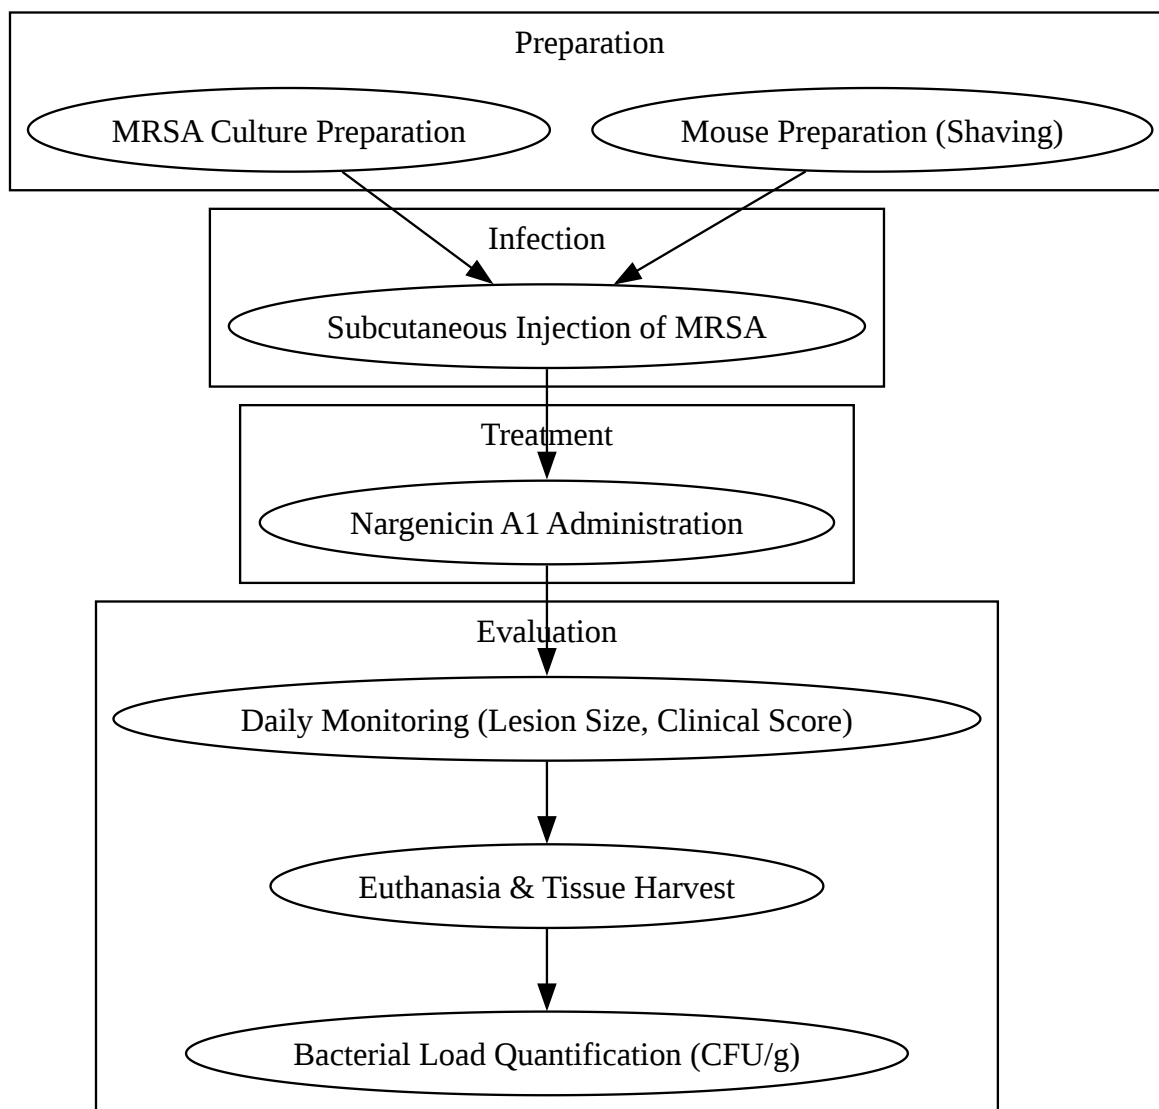 Preparation
MRSA Culture Preparation
Mouse Preparation (Shaving)
Infection
Subcutaneous Injection of MRSA
Treatment
Nargenicin A1 Administration
Evaluation
Daily Monitoring (Lesion Size, Clinical Score)
Euthanasia & Tissue Harvest
Bacterial Load Quantification (CFU/g)